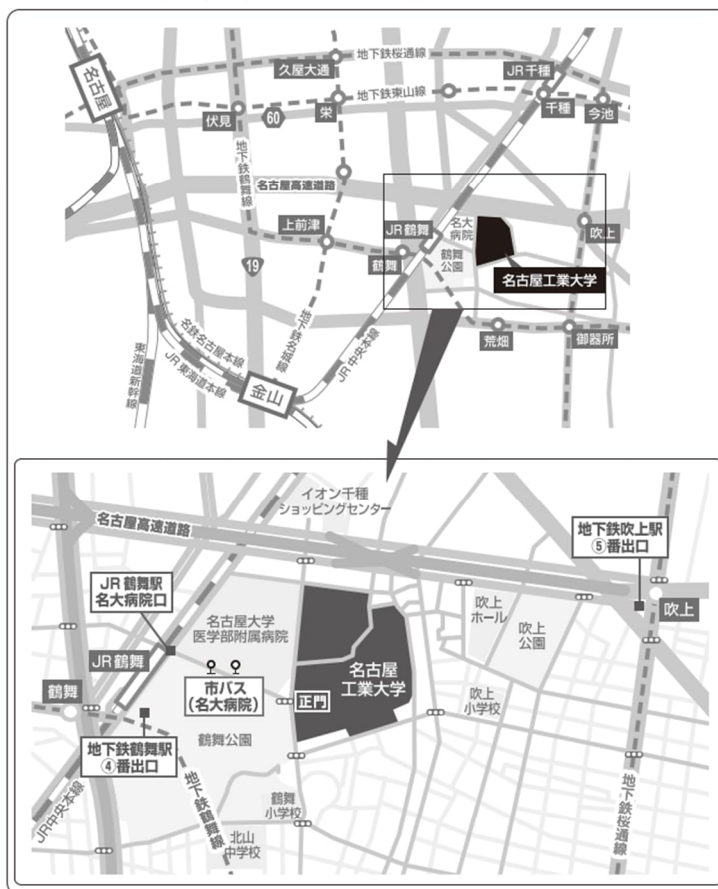 地下鉄桜通線
久屋大通
JR千種
名古屋
地下鉄東山線
伏見
60
栄
千種
今池
地下鉄鶴舞線
名古屋高速道路
上前津
JR鶴舞
名大
病院
吹上
鶴舞
鶴舞
公園
19
名古屋工業大学
地下鉄名城線
JR中央本線
荒畑
御器所
名鉄名古屋本線
JR東海道本線
東海道新幹線
金山
イオン千種
ショッピングセンター
名古屋高速道路
地下鉄吹上駅
⑤番出口
JR鶴舞駅
名大病院口
名古屋大学
医学部附属病院
吹上
ホール
吹上
公園
吹上
JR鶴舞
名古屋
工業大学
鶴舞
市バス
(名大病院)
正門
吹上
小学校
地下鉄鶴舞駅
④番出口
鶴舞公園
地下鉄鶴舞線
地下鉄桜通線
JR中央本線
鶴舞
小学校
北山
中学校